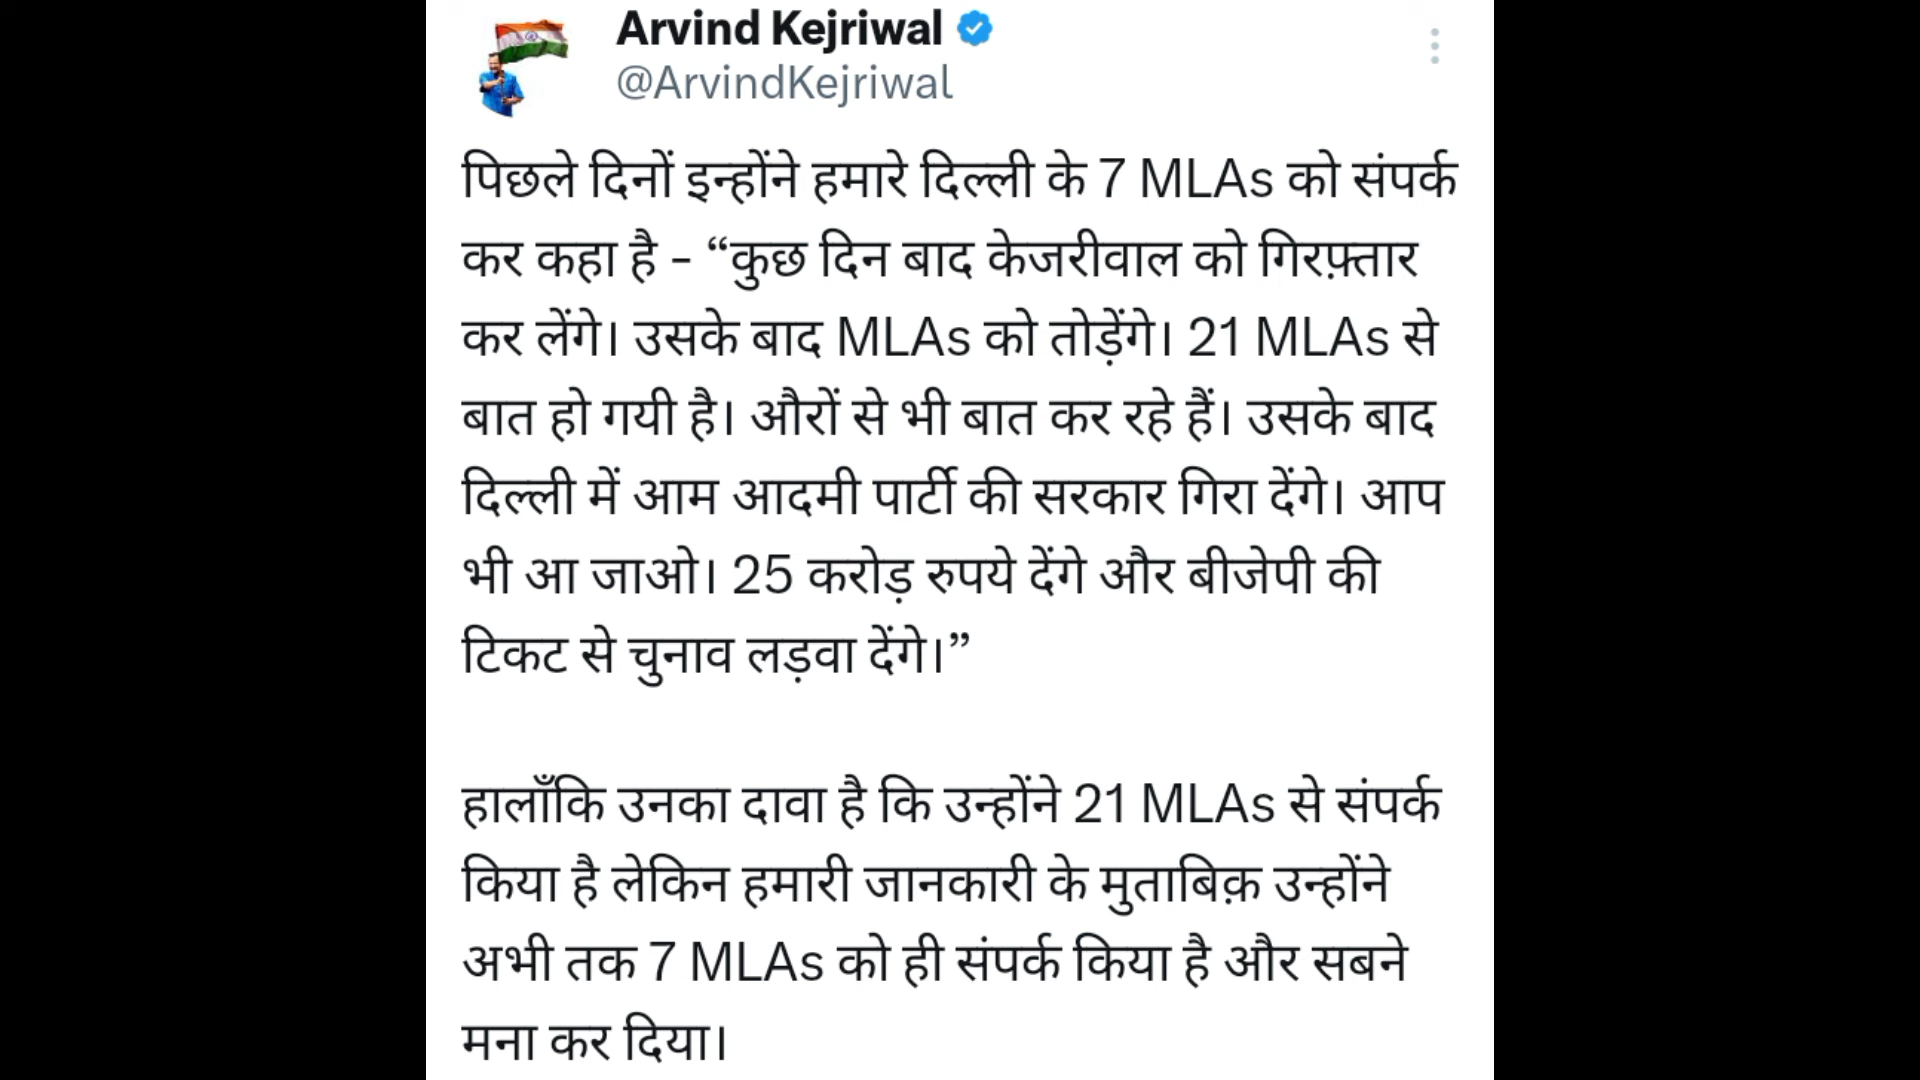 Arvind Kejriwal
@ArvindKejriwal
पिछले दिनों इन्होंने हमारे दिल्ली के 7 MLAs को संपर्क
कर कहा है - “कुछ दिन बाद केजरीवाल को गिरफ़्तार
कर लेंगे। उसके बाद MLAs को तोड़ेंगे। 21 MLAs से
बात हो गयी है। औरों से भी बात कर रहे हैं। उसके बाद
दिल्ली में आम आदमी पार्टी की सरकार गिरा देंगे। आप
भी आ जाओ। 25 करोड़ रुपये देंगे और बीजेपी की
टिकट से चुनाव लड़वा देंगे।”
हालाँकि उनका दावा है कि उन्होंने 21 MLAs से संपर्क
किया है लेकिन हमारी जानकारी के मुताबिक़ उन्होंने
अभी तक 7 MLAs को ही संपर्क किया है और सबने
मना कर दिया।